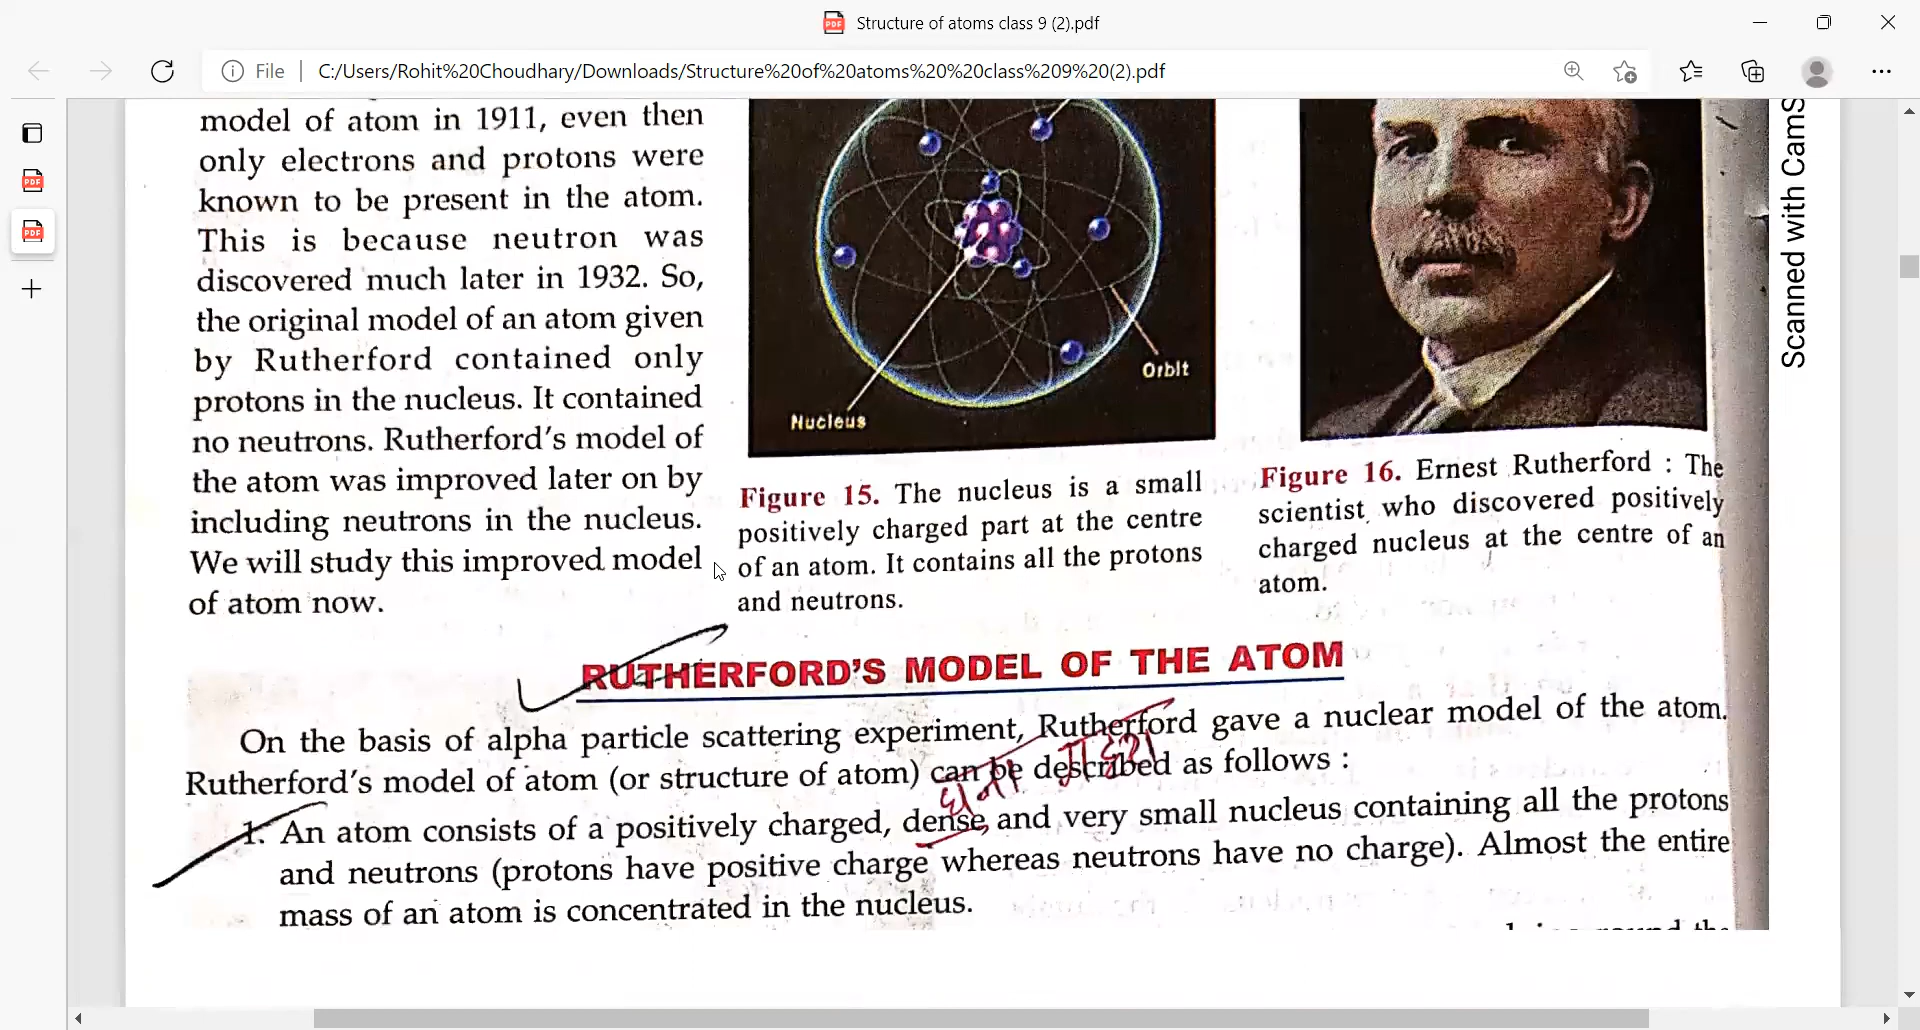 Structure of atoms class 9 (2).pdf
File
C:/Users/Rohit%20Choudhary/Downloads/Structure%20of%20atoms%20%20class%209%20(2).pdf
model of atom in 1911, even then
only electrons and protons were
known to be present in the atom.
This is because neutron was
discovered much later in 1932. So,
the original model of an atom given
by Rutherford contained only
protons in the nucleus. It contained
no neutrons. Rutherford's model of
the atom was improved later on by
including neutrons in the nucleus.
We will study this improved model
of atom now.
Orbit
Nucleus
Figure 15. The nucleus is a small
positively charged part at the centre
of an atom. It contains all the protons
and neutrons.
Figure 16. Ernest Rutherford : The
scientist who discovered positively
charged nucleus at the centre of an
atom.
Scanned with CamS
RUTHERFORD'S MODEL OF THE ATOM
On the basis of alpha particle scattering experiment, Rutherford gave a nuclear model of the atom.
Rutherford's model of atom (or structure of atom) can be described as follows :
1. An atom consists of a positively charged, dense, and very small nucleus containing all the protons
and neutrons (protons have positive charge whereas neutrons have no charge). Almost the entire
mass of an atom is concentrated in the nucleus.